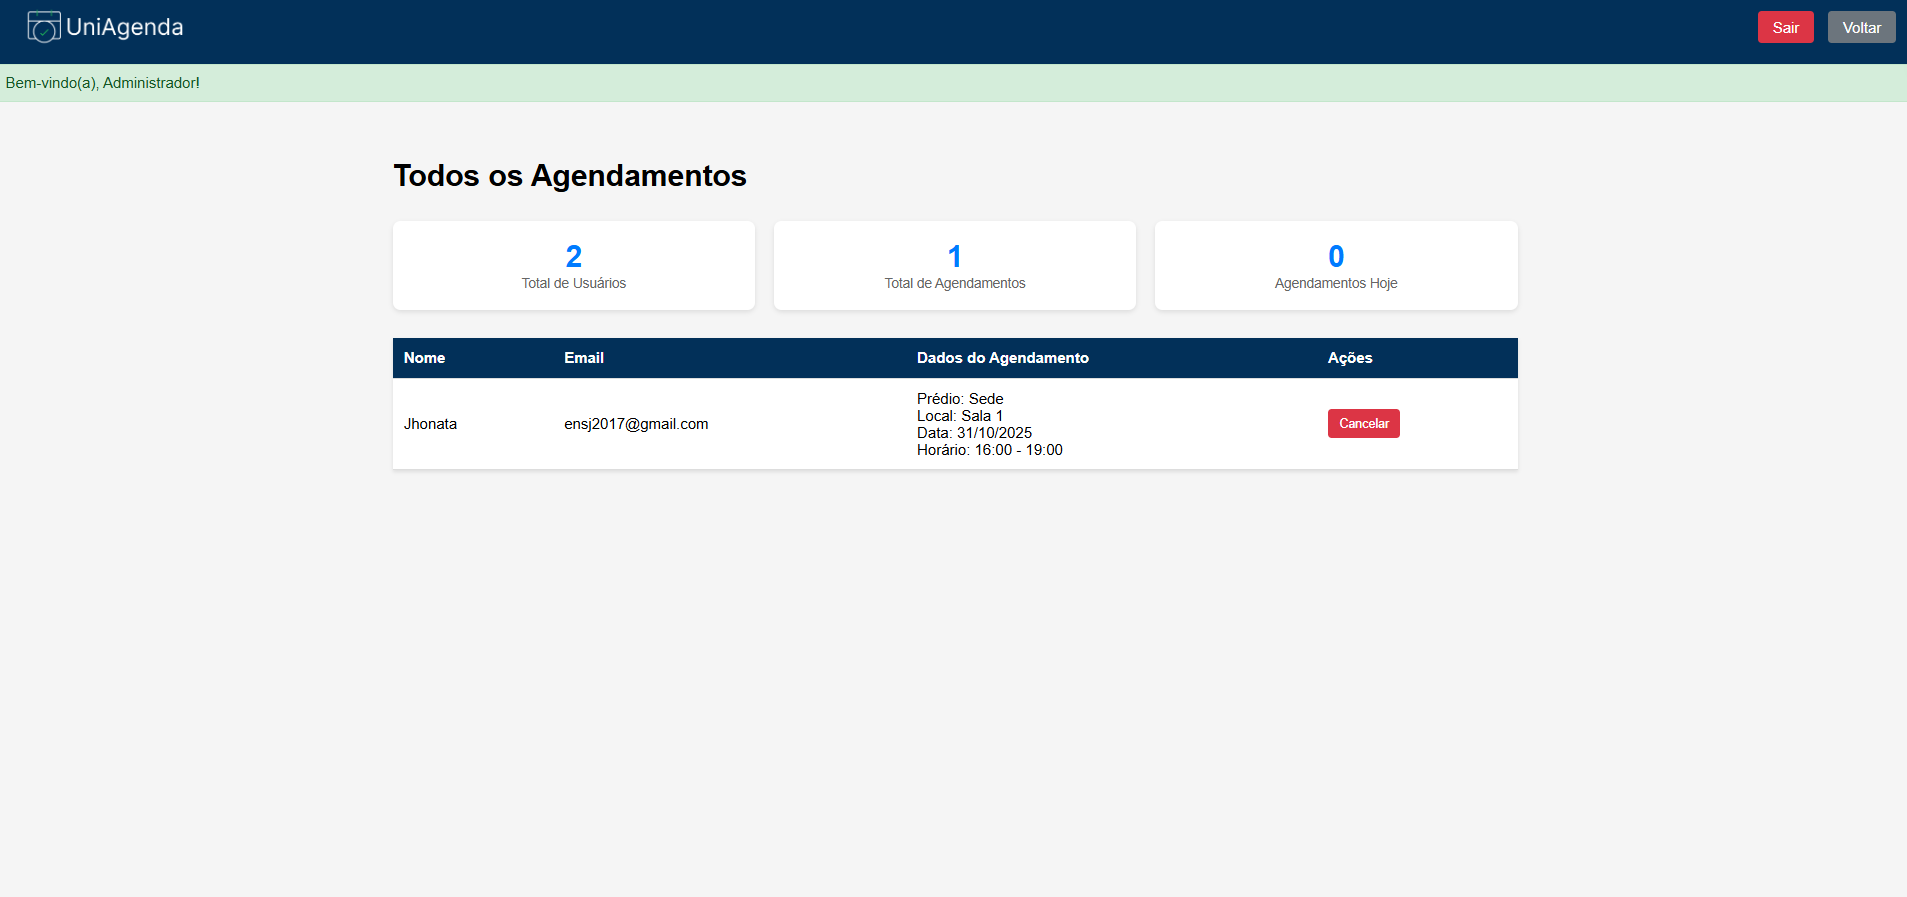 UniAgenda
Sair
Voltar
Bem-vindo(a), Administrador!
Todos os Agendamentos
2
Total de Usuários
1
Total de Agendamentos
0
Agendamentos Hoje
Nome Email Dados do Agendamento Ações
Jhonata
ensj2017@gmail.com
Prédio: Sede
Local: Sala 1
Data: 31/10/2025
Horário: 16:00 - 19:00
Cancelar